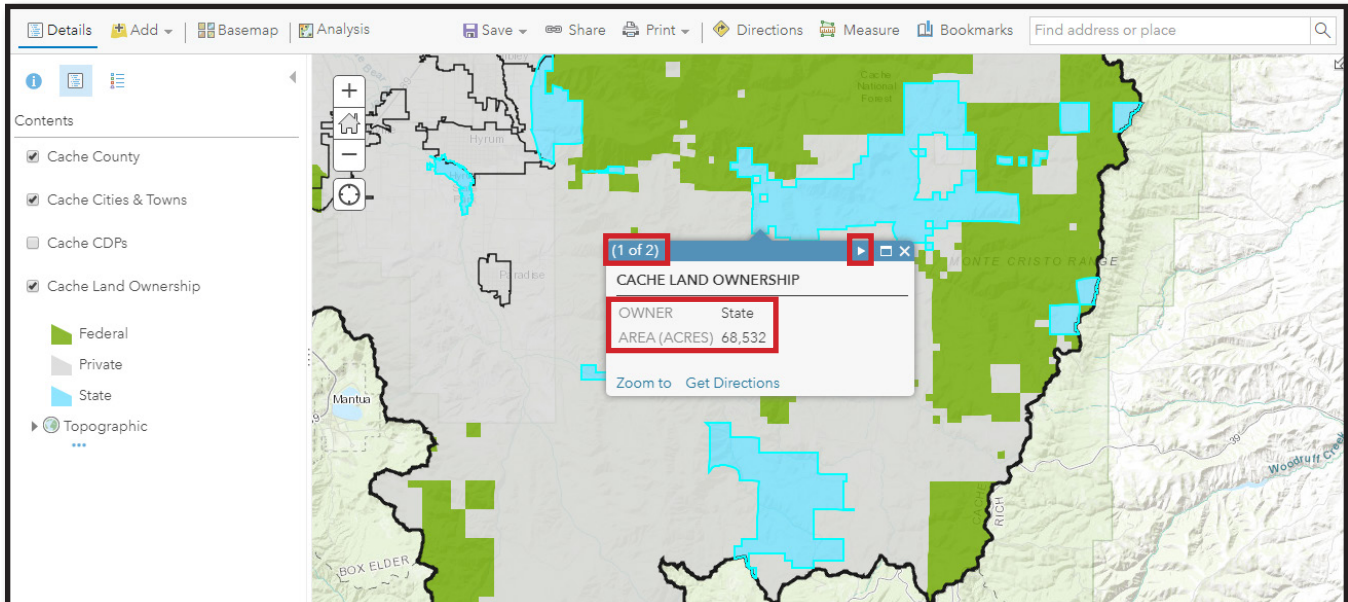 Details Add Basemap Analysis Save Share Print Directions Measure Bookmarks Find address or place
Contents
Cache County
Cache Cities & Towns
Cache CDPs
Cache Land Ownership
Federal
Private
State
Topographic
Cache
National
Forest
Hyrum
Paradise
(1 of 2)
CACHE LAND OWNERSHIP
OWNER State
AREA (ACRES) 68,532
Zoom to Get Directions
MONTE CRISTO RANGE
Mantua
39
Woodruff Creek
CACHE
RICH
BOX ELDER